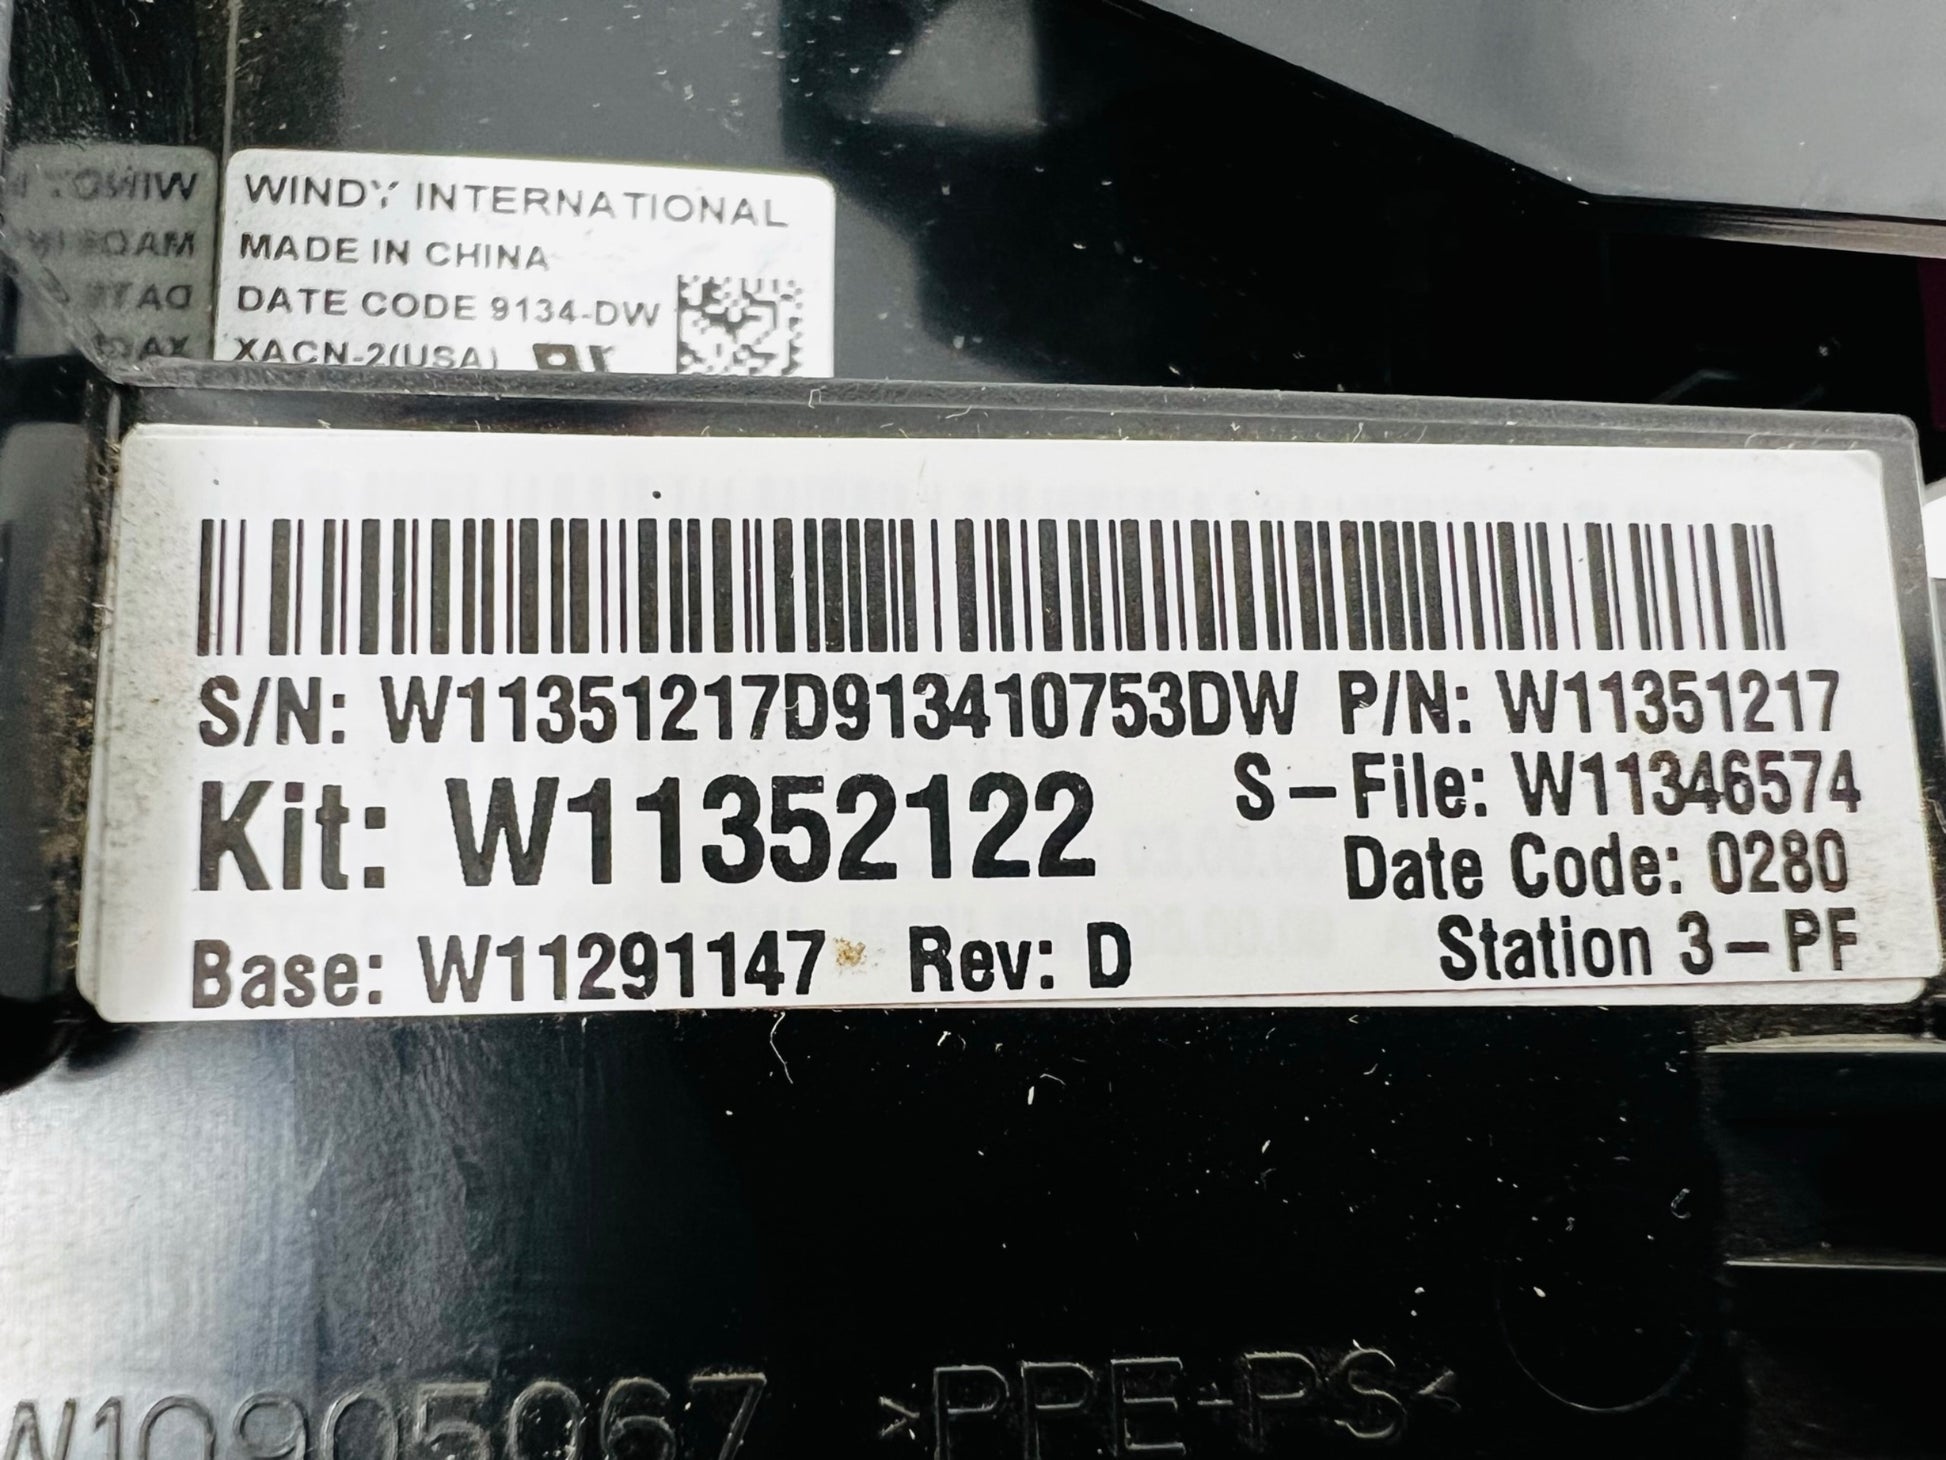 WINDY INTERNATIONAL
MADE IN CHINA
DATE CODE 9134-DW
XACN-2(USA)
S/N: W11351217D913410753DW P/N: W11351217
Kit: W11352122 S-File: W11346574
Date Code: 0280
Base: W11291147 Rev: D Station 3-PF
W10905067 >PPE+PS<